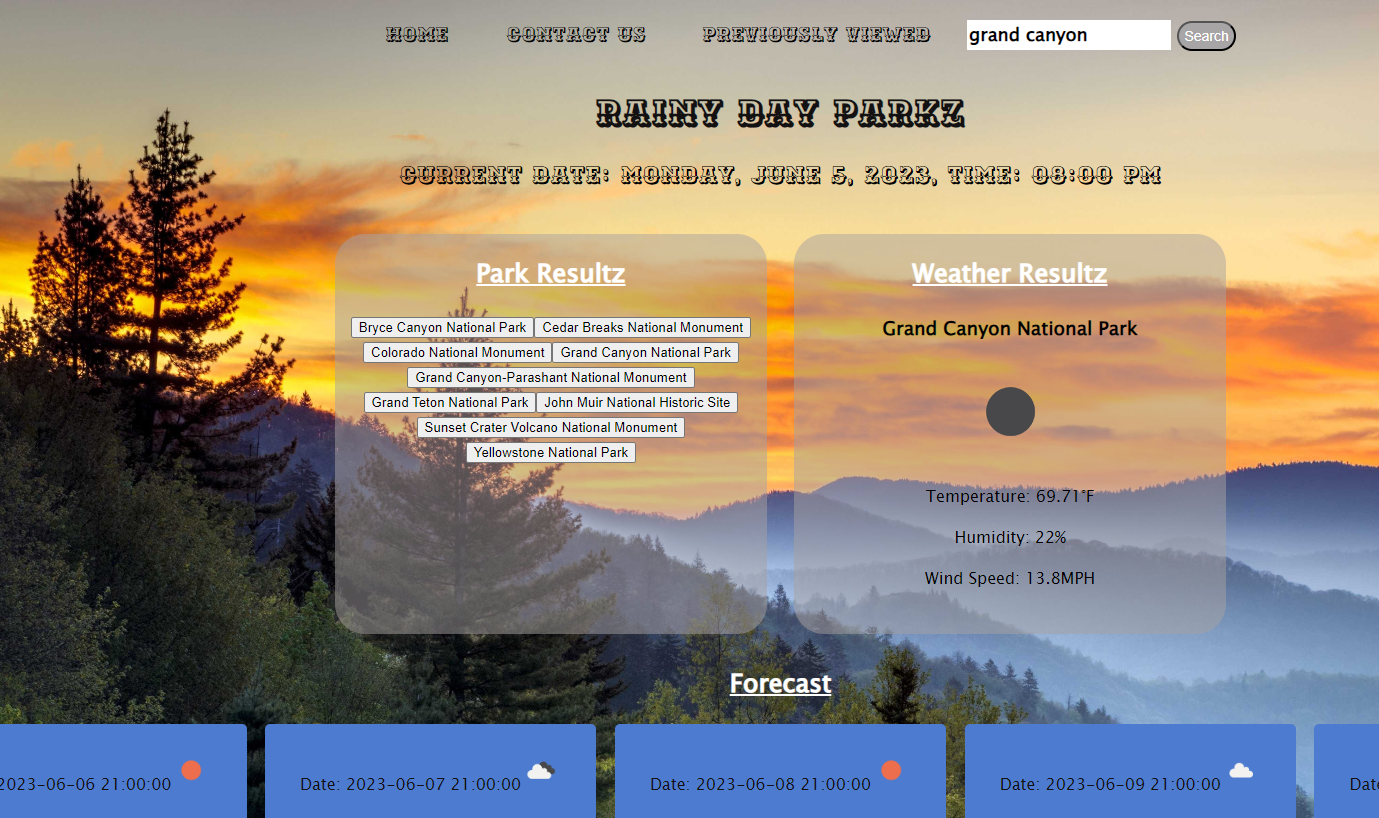 HOME CONTACT US PREVIOUSLY VIEWED grand canyon Search
RAINY DAY PARKZ
CURRENT DATE: MONDAY, JUNE 5, 2023, TIME: 08:00 PM
Park Resultz
Bryce Canyon National Park Cedar Breaks National Monument
Colorado National Monument Grand Canyon National Park
Grand Canyon-Parashant National Monument
Grand Teton National Park John Muir National Historic Site
Sunset Crater Volcano National Monument
Yellowstone National Park
Weather Resultz
Grand Canyon National Park
Temperature: 69.71°F
Humidity: 22%
Wind Speed: 13.8MPH
Forecast
2023-06-06 21:00:00
Date: 2023-06-07 21:00:00
Date: 2023-06-08 21:00:00
Date: 2023-06-09 21:00:00
Dat